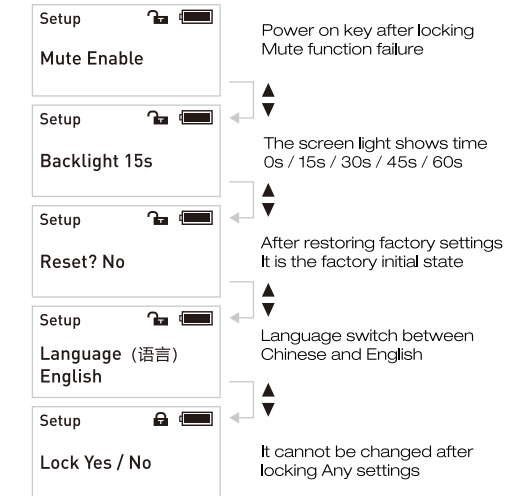 Setup
Mute Enable
Power on key after locking
Mute function failure
Setup
Backlight 15s
The screen light shows time
0s / 15s / 30s / 45s / 60s
Setup
Reset? No
After restoring factory settings
It is the factory initial state
Setup
Language（语言）
English
Language switch between
Chinese and English
Setup
Lock Yes / No
It cannot be changed after
locking Any settings